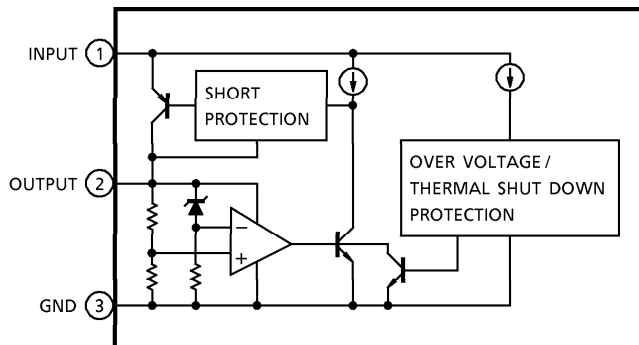 INPUT 1
SHORT
PROTECTION
OVER VOLTAGE /
THERMAL SHUT DOWN
PROTECTION
OUTPUT 2
−
+
GND 3